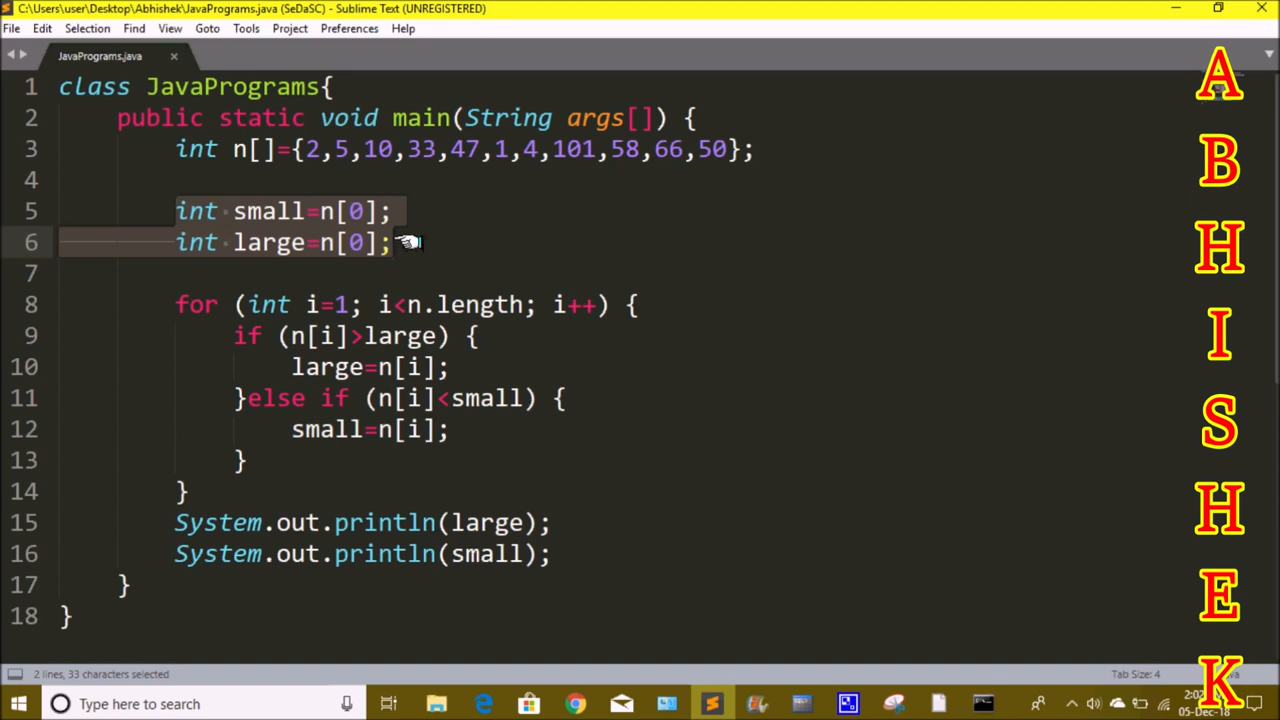 C:\Users\user\Desktop\Abhishek\JavaPrograms.java (SeDaSC) - Sublime Text (UNREGISTERED)
File Edit Selection Find View Goto Tools Project Preferences Help
JavaPrograms.java
1 class JavaPrograms{
2 public static void main(String args[]) {
3 int n[]={2,5,10,33,47,1,4,101,58,66,50};
4
5 int small=n[0];
6 int large=n[0];
7
8 for (int i=1; i<n.length; i++) {
9 if (n[i]>large) {
10 large=n[i];
11 }else if (n[i]<small) {
12 small=n[i];
13 }
14 }
15 System.out.println(large);
16 System.out.println(small);
17 }
18 }
A
B
H
I
S
H
E
K
2 lines, 33 characters selected
Tab Size: 4
Type here to search
05-Dec-18